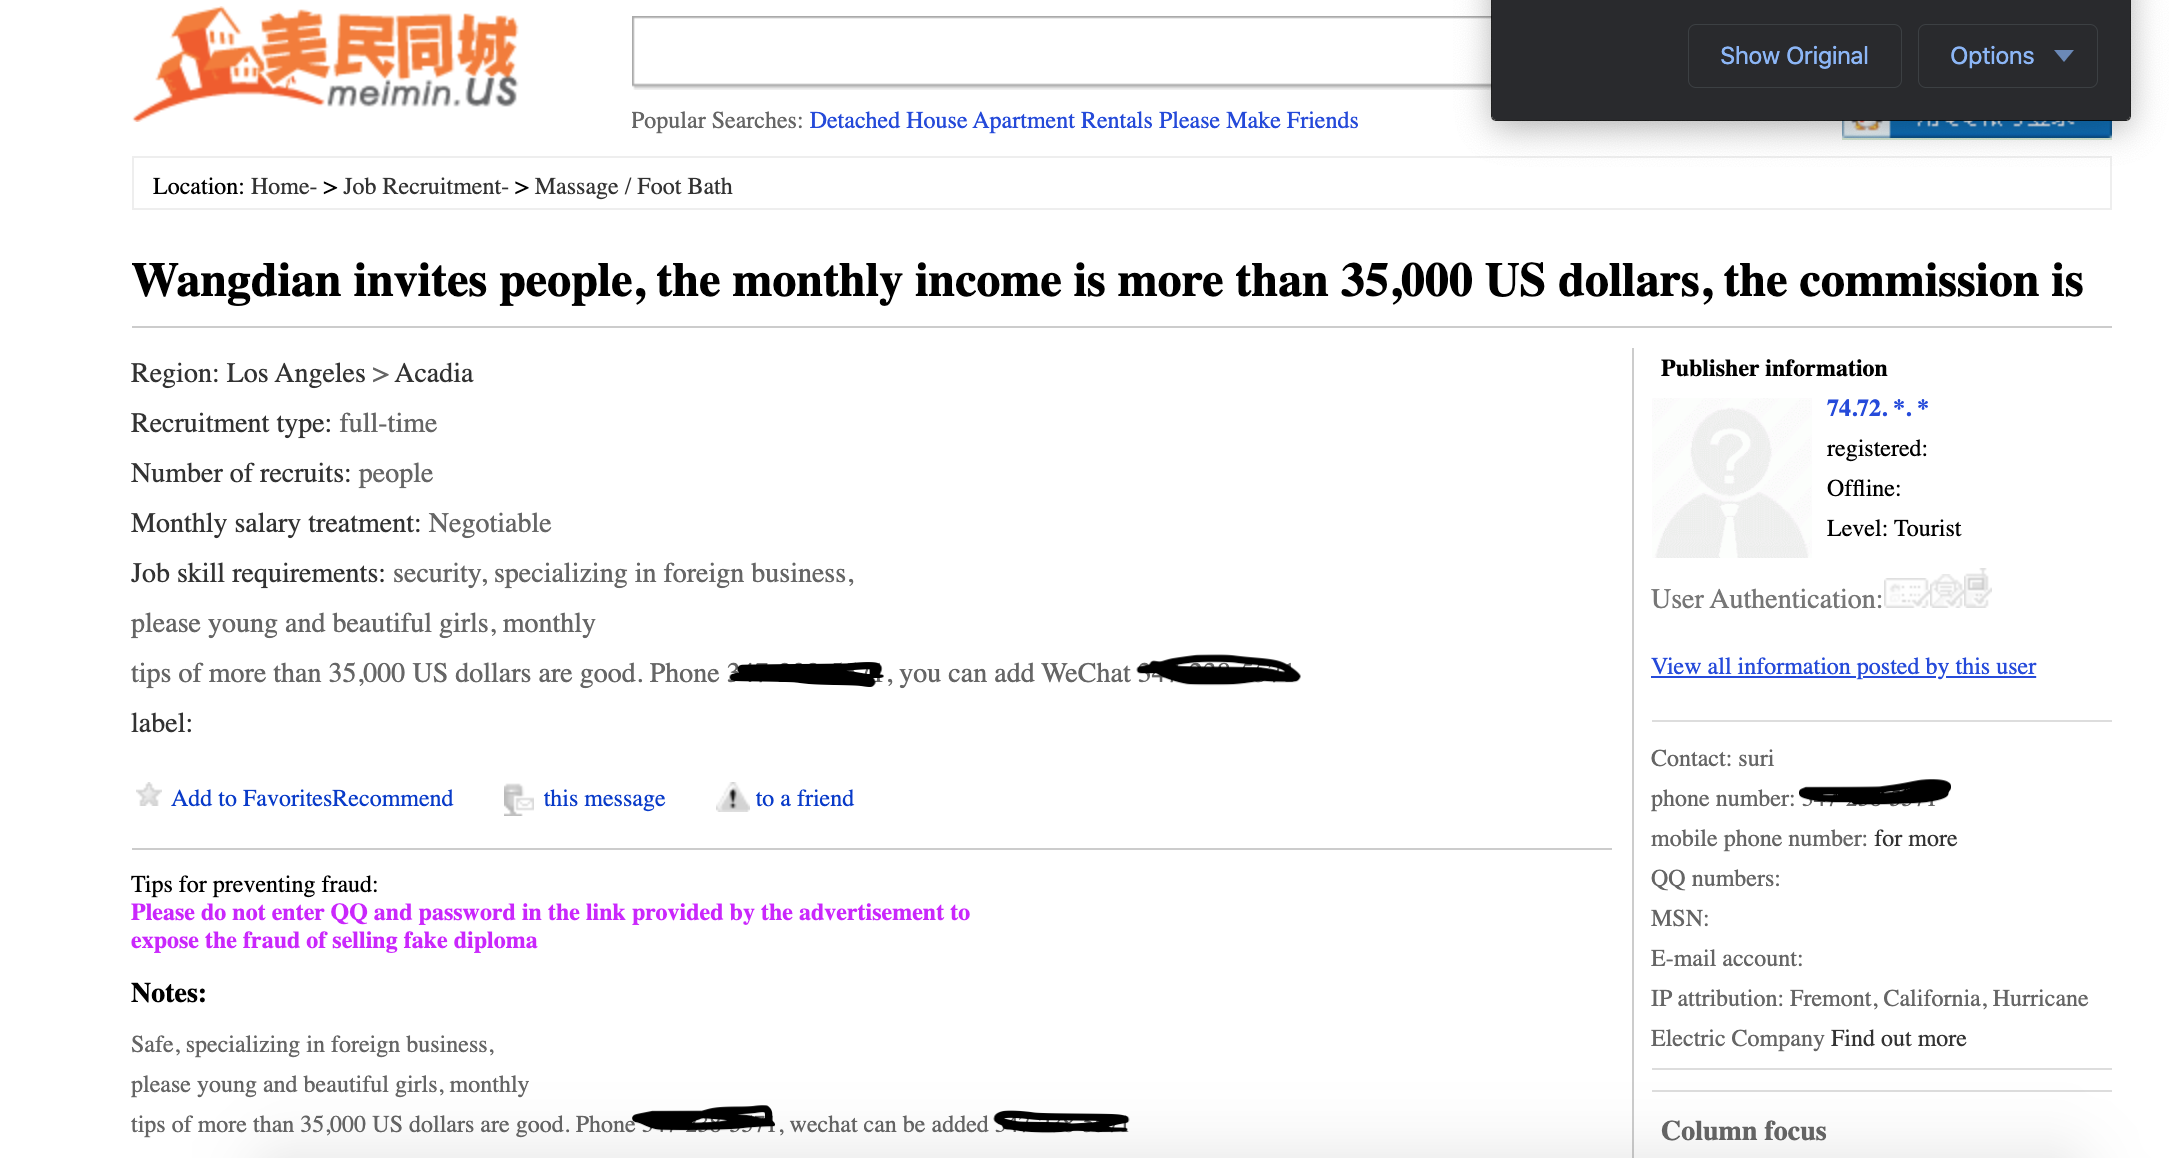 美民同城
meimin.US
Show Original
Options
Popular Searches: Detached House Apartment Rentals Please Make Friends
Location: Home- > Job Recruitment- > Massage / Foot Bath
Wangdian invites people, the monthly income is more than 35,000 US dollars, the commission is
Region: Los Angeles > Acadia
Recruitment type: full-time
Number of recruits: people
Monthly salary treatment: Negotiable
Job skill requirements: security, specializing in foreign business,
please young and beautiful girls, monthly
tips of more than 35,000 US dollars are good. Phone , you can add WeChat
label:
Add to FavoritesRecommend this message to a friend
Tips for preventing fraud:
Please do not enter QQ and password in the link provided by the advertisement to
expose the fraud of selling fake diploma
Notes:
Safe, specializing in foreign business,
please young and beautiful girls, monthly
tips of more than 35,000 US dollars are good. Phone , wechat can be added
Publisher information
74.72. *. *
registered:
Offline:
Level: Tourist
User Authentication:
View all information posted by this user
Contact: suri
phone number:
mobile phone number: for more
QQ numbers:
MSN:
E-mail account:
IP attribution: Fremont, California, Hurricane
Electric Company Find out more
Column focus